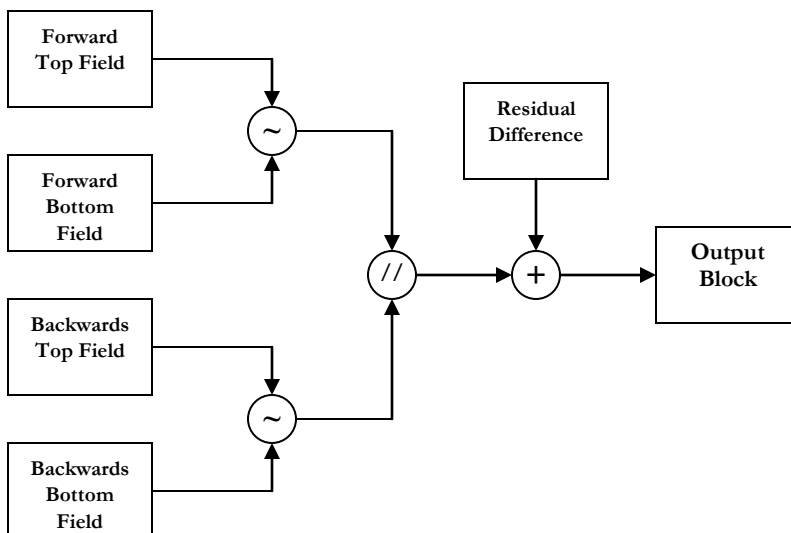 Forward
Top Field
~
Forward
Bottom
Field
Residual
Difference
//
+
Output
Block
Backwards
Top Field
~
Backwards
Bottom
Field